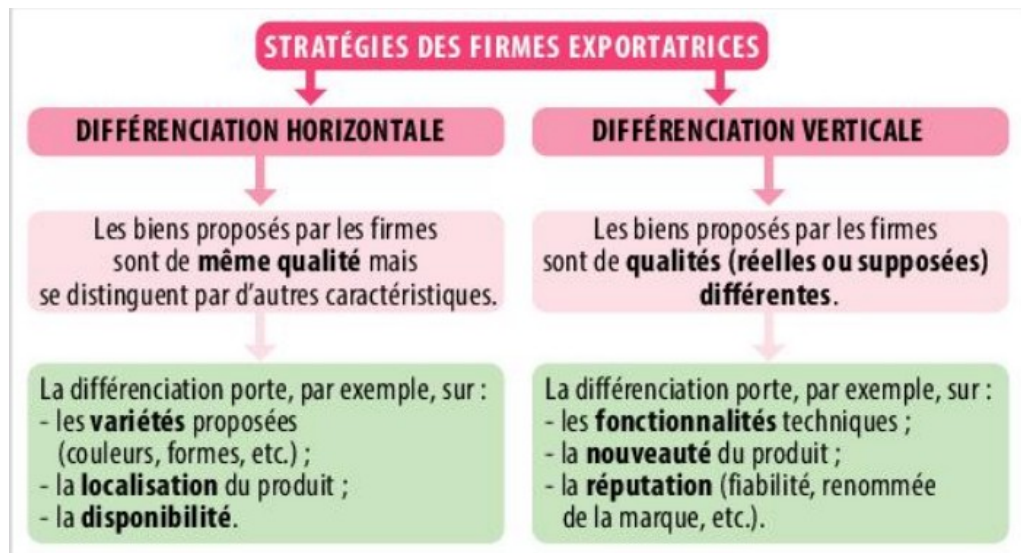 STRATÉGIES DES FIRMES EXPORTATRICES
DIFFÉRENCIATION HORIZONTALE
Les biens proposés par les firmes
sont de même qualité mais
se distinguent par d'autres caractéristiques.
La différenciation porte, par exemple, sur :
- les variétés proposées
(couleurs, formes, etc.) ;
- la localisation du produit ;
- la disponibilité.
DIFFÉRENCIATION VERTICALE
Les biens proposés par les firmes
sont de qualités (réelles ou supposées)
différentes.
La différenciation porte, par exemple, sur :
- les fonctionnalités techniques ;
- la nouveauté du produit ;
- la réputation (fiabilité, renommée
de la marque, etc.).